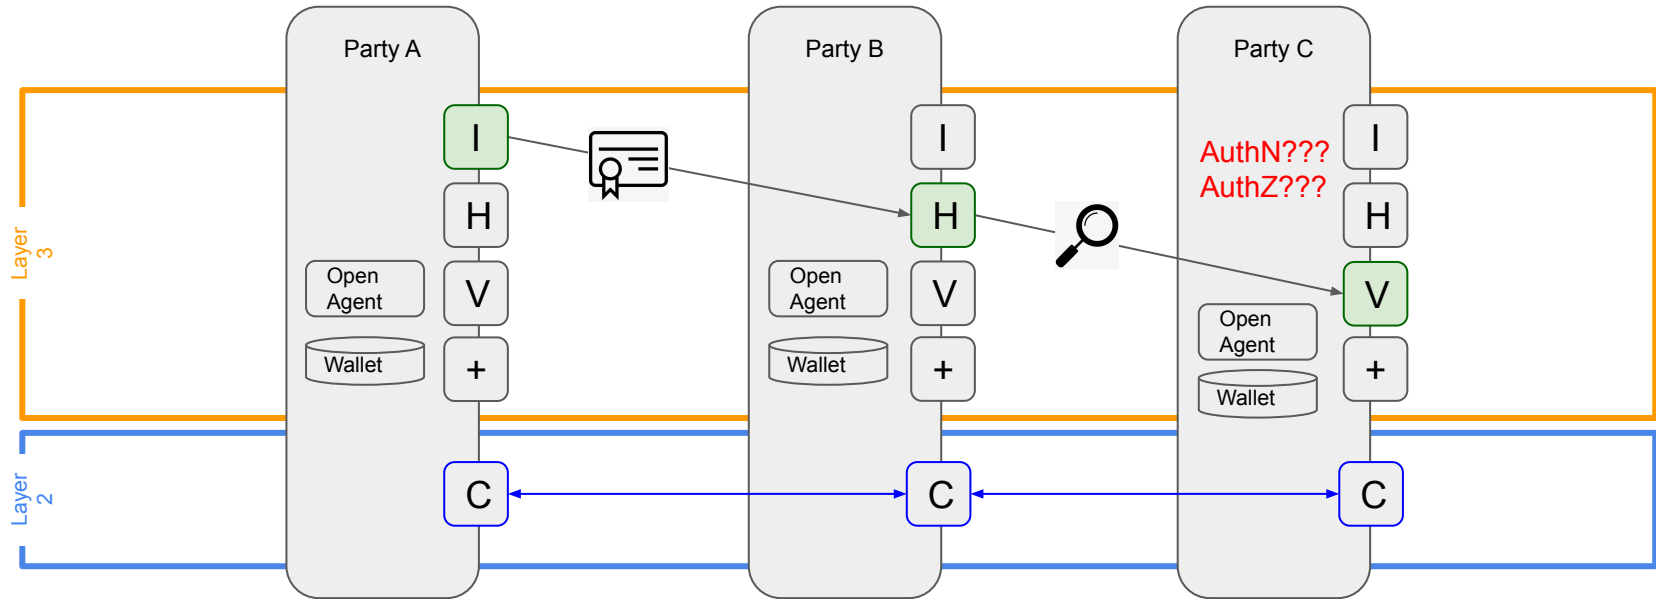 Party A
Party B
Party C
Layer
3
I
H
V
+
Open
Agent
Wallet
I
H
V
+
Open
Agent
Wallet
AuthN???
AuthZ???
I
H
V
+
Open
Agent
Wallet
Layer
2
C
C
C